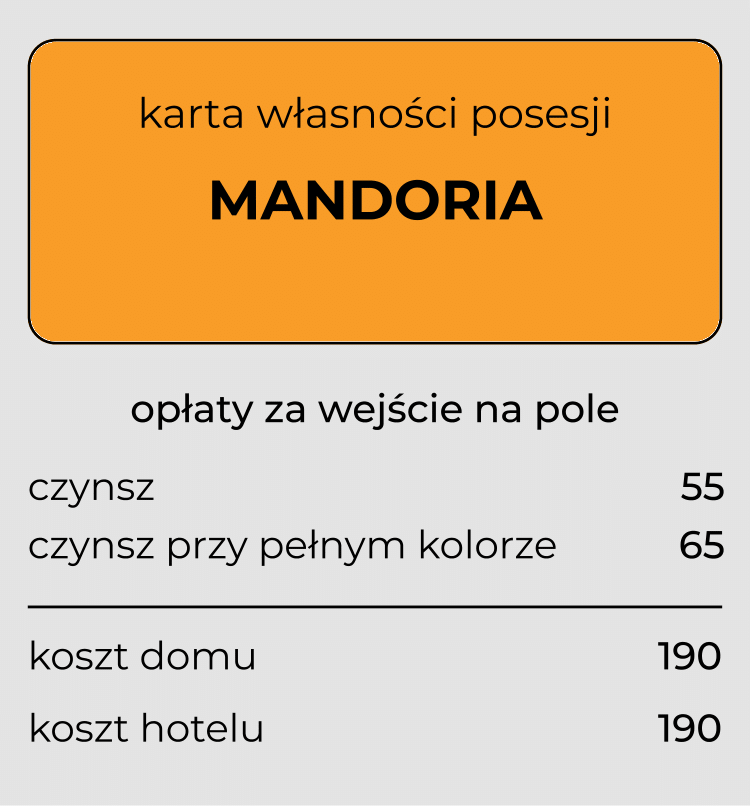 karta własności posesji
MANDORIA
opłaty za wejście na pole
czynsz 55
czynsz przy pełnym kolorze 65
koszt domu 190
koszt hotelu 190